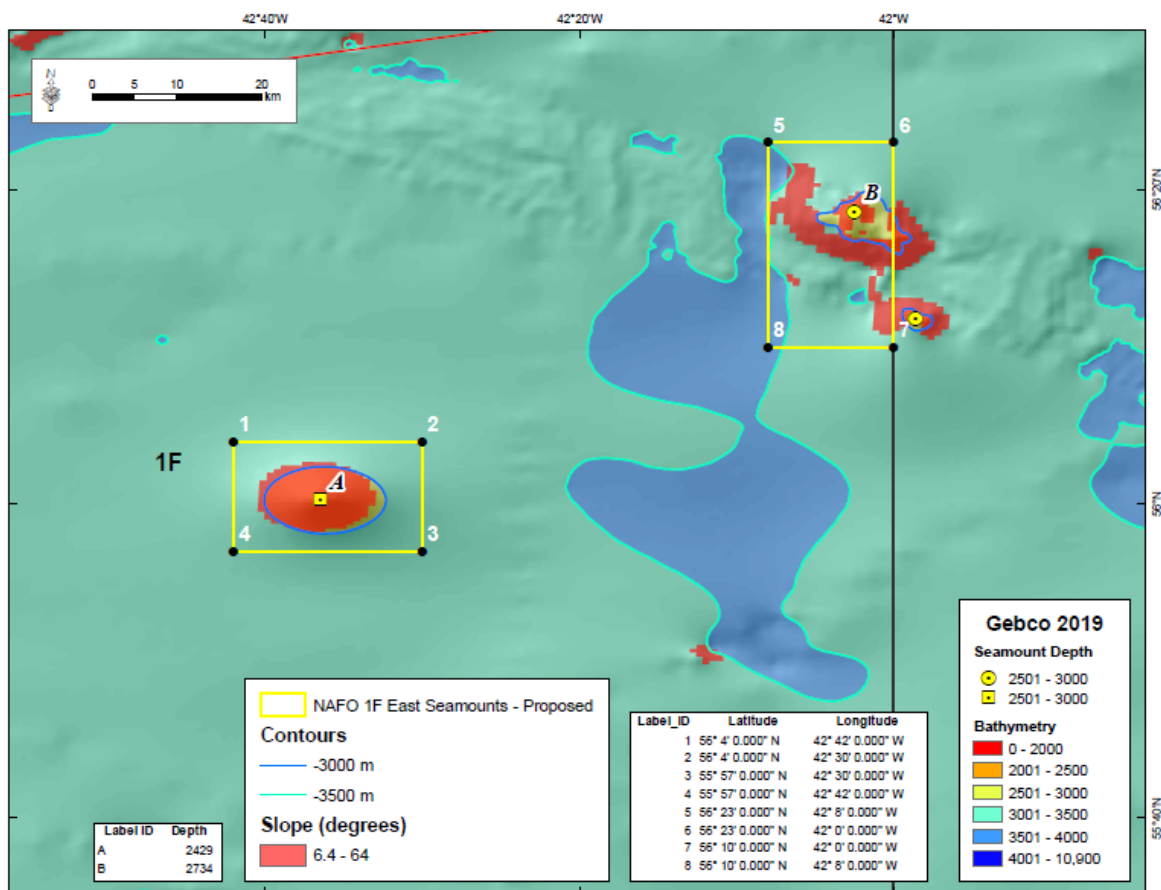 42°40'W 42°20'W 42°W
N
0 5 10 20
km
5 6
B
56°20'N
8 7
1 2
1F
A
56°N
4 3
Gebco 2019
Seamount Depth
2501 - 3000
2501 - 3000
Bathymetry
0 - 2000
2001 - 2500
2501 - 3000
3001 - 3500
3501 - 4000
4001 - 10,900
NAFO 1F East Seamounts - Proposed
Contours
-3000 m
-3500 m
Slope (degrees)
6.4 - 64
Label_ID Latitude Longitude
1 56° 4' 0.000" N 42° 42' 0.000" W
2 56° 4' 0.000" N 42° 30' 0.000" W
3 55° 57' 0.000" N 42° 30' 0.000" W
4 55° 57' 0.000" N 42° 42' 0.000" W
5 56° 23' 0.000" N 42° 8' 0.000" W
6 56° 23' 0.000" N 42° 0' 0.000" W
7 56° 10' 0.000" N 42° 0' 0.000" W
8 56° 10' 0.000" N 42° 8' 0.000" W
Label ID Depth
A 2429
B 2734
55°40'N